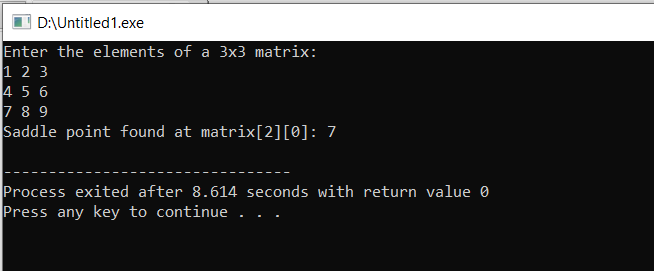 D:\Untitled1.exe
Enter the elements of a 3x3 matrix:
1 2 3
4 5 6
7 8 9
Saddle point found at matrix[2][0]: 7
--------------------------------
Process exited after 8.614 seconds with return value 0
Press any key to continue . . .